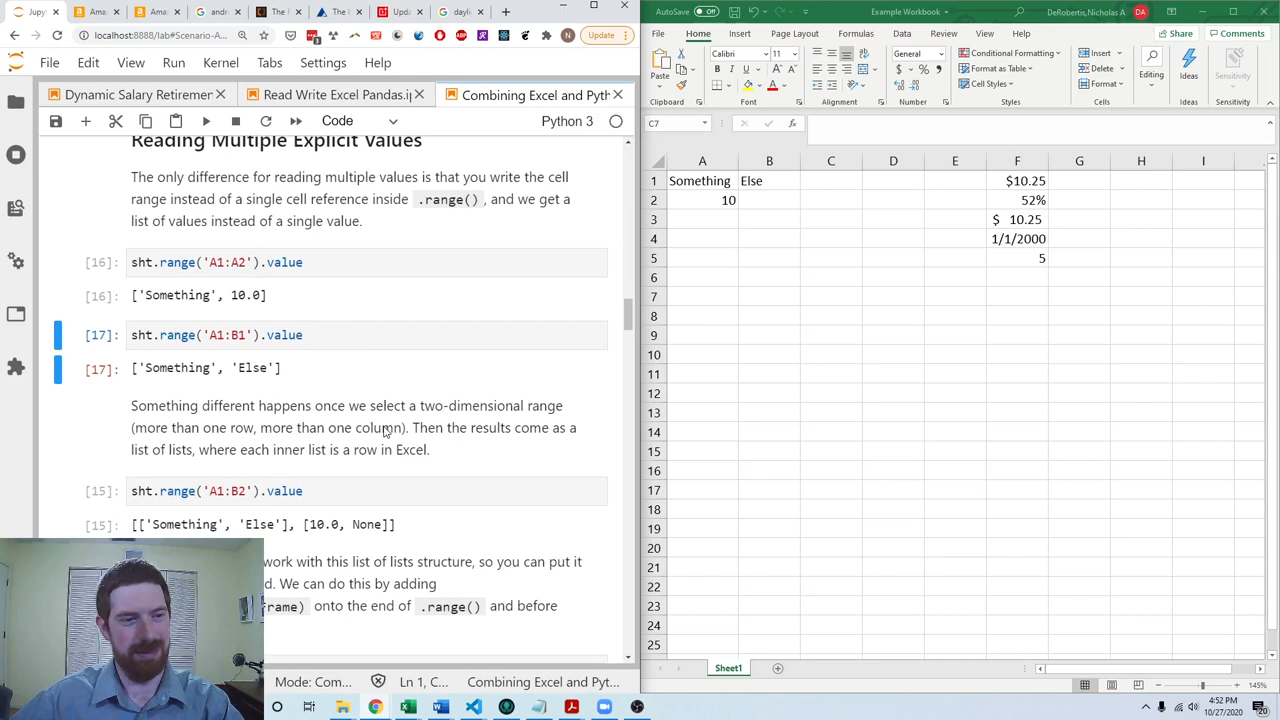 Jupy
Ama
Ama
andr
The
A the
Upda
dayli
localhost:8888/lab#Scenario-A
Update
File Edit View Run Kernel Tabs Settings Help
Dynamic Salary Retiremer
Read Write Excel Pandas.ip
Combining Excel and Pyth
Code
Python 3
Reading Multiple Explicit Values
The only difference for reading multiple values is that you write the cell
range instead of a single cell reference inside .range() , and we get a
list of values instead of a single value.
[16]: sht.range('A1:A2').value
[16]: ['Something', 10.0]
[17]: sht.range('A1:B1').value
[17]: ['Something', 'Else']
Something different happens once we select a two-dimensional range
(more than one row, more than one column). Then the results come as a
list of lists, where each inner list is a row in Excel.
[15]: sht.range('A1:B2').value
[15]: [['Something', 'Else'], [10.0, None]]
work with this list of lists structure, so you can put it
d. We can do this by adding
rame) onto the end of .range() and before
Mode: Com... Ln 1, C... Combining Excel and Pyt...
AutoSave Off
Example Workbook
DeRobertis, Nicholas A DA
File Home Insert Page Layout Formulas Data Review View Help
Share Comments
Paste
Calibri 11
B I U
General
$ % ,
Conditional Formatting
Format as Table
Cell Styles
Insert
Delete
Format
Editing
Ideas
Sensitivity
Clipboard Font Alignment Number Styles Cells Ideas Sensitivity
C7 fx
A B C D E F G H I
1 Something Else $10.25
2 10 52%
3 $ 10.25
4 1/1/2000
5 5
6
7
8
9
10
11
12
13
14
15
16
17
18
19
20
21
22
23
24
25
Sheet1
145%
4:52 PM
10/27/2020
20